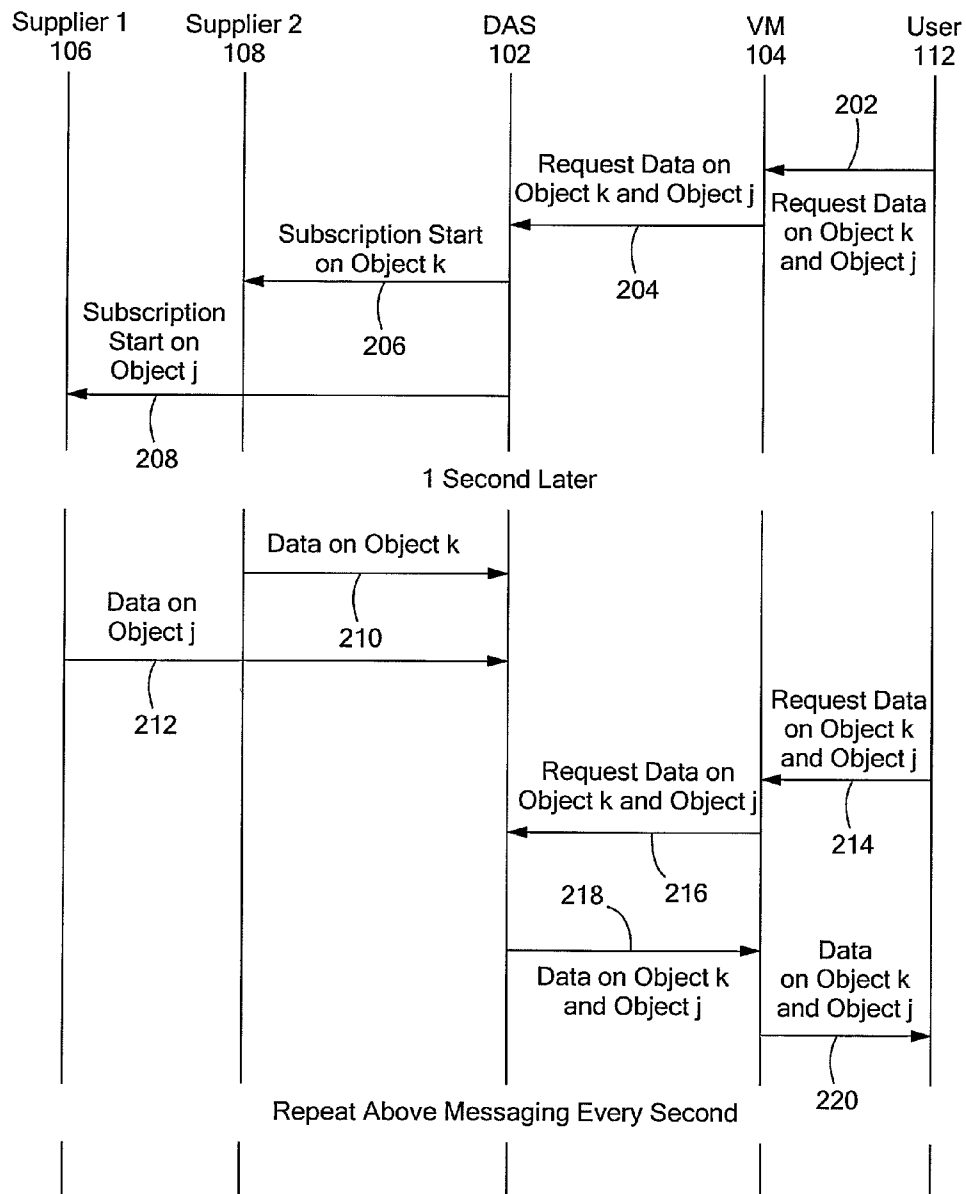 Supplier 1
106
Supplier 2
108
DAS
102
VM
104
User
112
202
Request Data
on Object k
and Object j
Request Data on
Object k and Object j
204
Subscription Start
on Object k
206
Subscription
Start on
Object j
208
1 Second Later
Data on Object k
210
Data on
Object j
212
Request Data
on Object k
and Object j
214
Request Data on
Object k and Object j
216
218
Data on Object k
and Object j
Data
on Object k
and Object j
220
Repeat Above Messaging Every Second